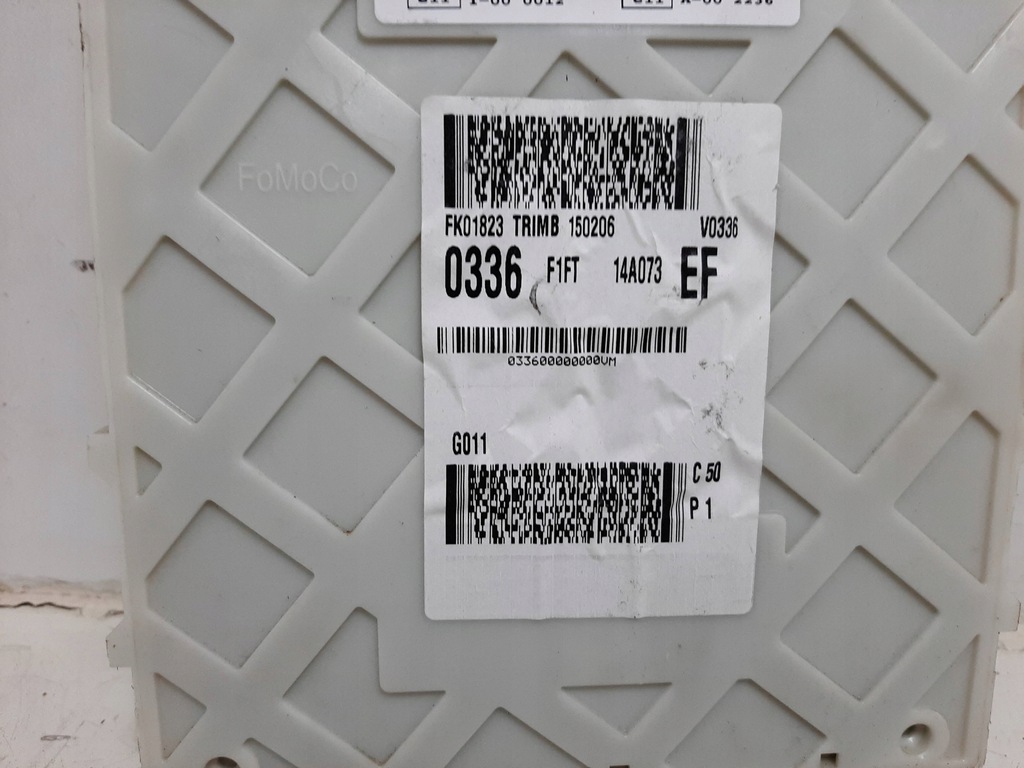 FoMoCo
FK01823 TRIMB 150206 V0336
0336 F1FT 14A073 EF
033600000000VM
G011
C 50
P 1